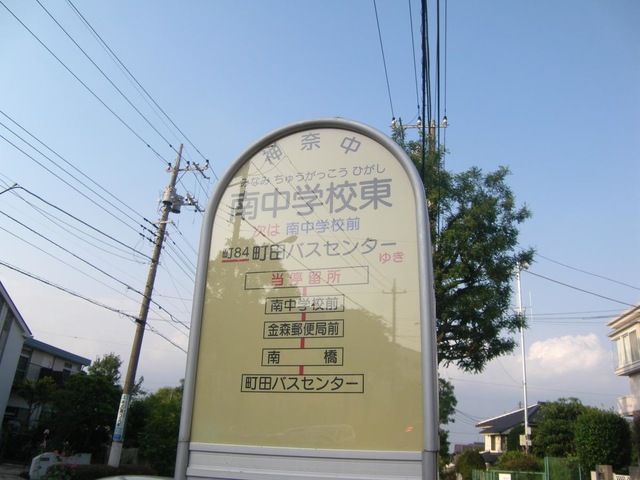 神奈中
みなみちゅうがっこうひがし
南中学校東
次は 南中学校前
町84 町田バスセンター ゆき
当停留所
南中学校前
金森郵便局前
南橋
町田バスセンター